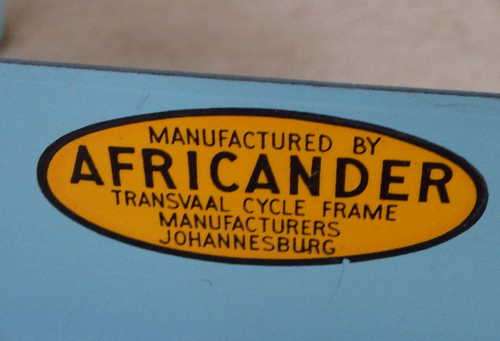 MANUFACTURED BY
AFRICANDER
TRANSVAAL CYCLE FRAME
MANUFACTURERS
JOHANNESBURG